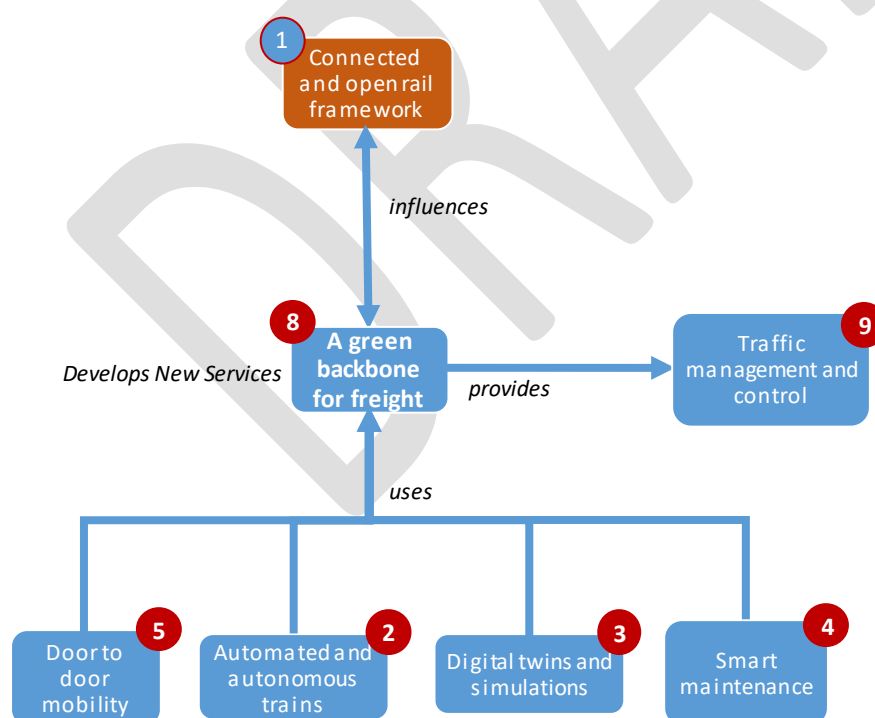 1
Connected
and open rail
framework
influences
8
A green
backbone
for freight
Develops New Services
provides
9
Traffic
management and
control
uses
5
Door to
door
mobility
2
Automated and
autonomous
trains
3
Digital twins and
simulations
4
Smart
maintenance